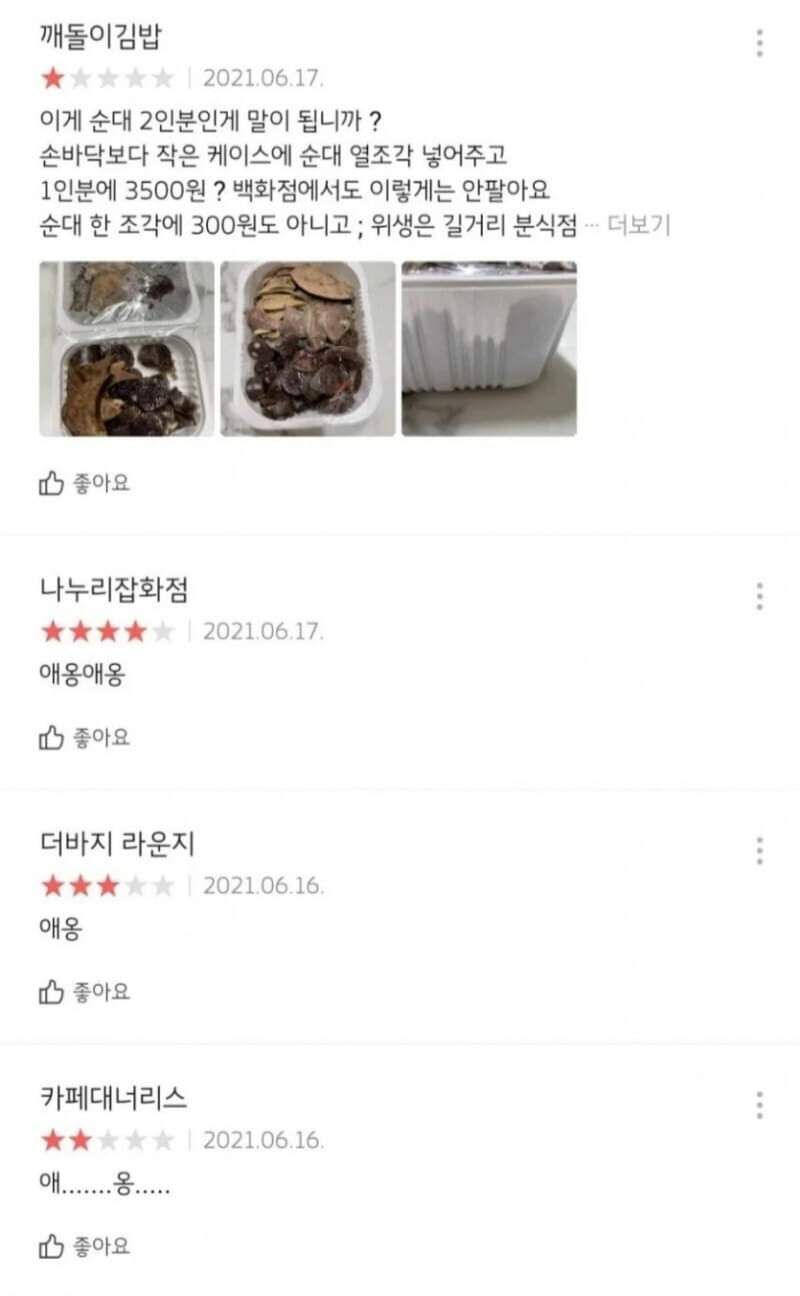 깨돌이김밥
2021.06.17.
이게 순대 2인분인게 말이 됩니까 ?
손바닥보다 작은 케이스에 순대 열조각 넣어주고
1인분에 3500원 ? 백화점에서도 이렇게는 안팔아요
순대 한 조각에 300원도 아니고 ; 위생은 길거리 분식점 ··· 더보기
좋아요
나누리잡화점
2021.06.17.
애옹애옹
좋아요
더바지 라운지
2021.06.16.
애옹
좋아요
카페대너리스
2021.06.16.
애.......옹.....
좋아요